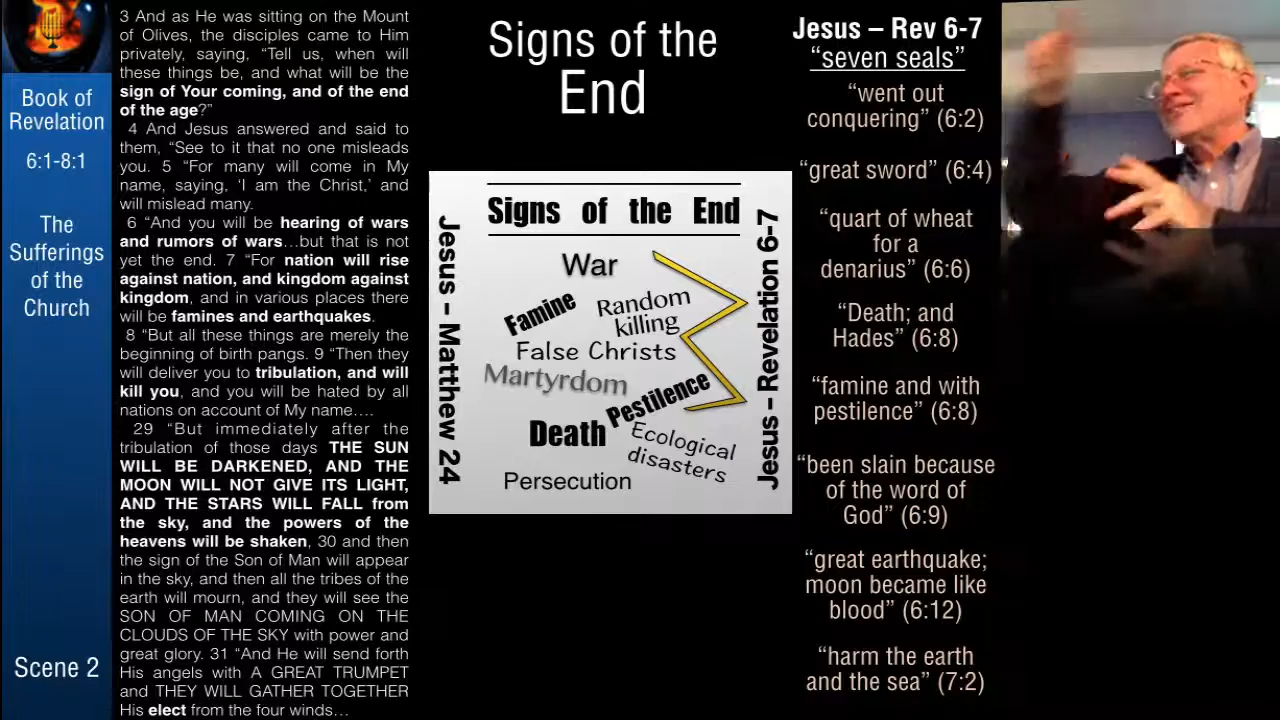 Book of
Revelation
6:1-8:1
The
Sufferings
of the
Church
Scene 2
3 And as He was sitting on the Mount
of Olives, the disciples came to Him
privately, saying, “Tell us, when will
these things be, and what will be the
sign of Your coming, and of the end
of the age?”
4 And Jesus answered and said to
them, “See to it that no one misleads
you. 5 “For many will come in My
name, saying, ‘I am the Christ,’ and
will mislead many.
6 “And you will be hearing of wars
and rumors of wars…but that is not
yet the end. 7 “For nation will rise
against nation, and kingdom against
kingdom, and in various places there
will be famines and earthquakes.
8 “But all these things are merely the
beginning of birth pangs. 9 “Then they
will deliver you to tribulation, and will
kill you, and you will be hated by all
nations on account of My name….
29 “But immediately after the
tribulation of those days THE SUN
WILL BE DARKENED, AND THE
MOON WILL NOT GIVE ITS LIGHT,
AND THE STARS WILL FALL from
the sky, and the powers of the
heavens will be shaken, 30 and then
the sign of the Son of Man will appear
in the sky, and then all the tribes of the
earth will mourn, and they will see the
SON OF MAN COMING ON THE
CLOUDS OF THE SKY with power and
great glory. 31 “And He will send forth
His angels with A GREAT TRUMPET
and THEY WILL GATHER TOGETHER
His elect from the four winds…
Signs of the
End
Signs of the End
Jesus – Matthew 24
War
Famine
Random
killing
False Christs
Martyrdom
Pestilence
Death
Ecological
disasters
Persecution
Jesus – Revelation 6-7
Jesus – Rev 6-7
“seven seals”
“went out
conquering” (6:2)
“great sword” (6:4)
“quart of wheat
for a
denarius” (6:6)
“Death; and
Hades” (6:8)
“famine and with
pestilence” (6:8)
“been slain because
of the word of
God” (6:9)
“great earthquake;
moon became like
blood” (6:12)
“harm the earth
and the sea” (7:2)